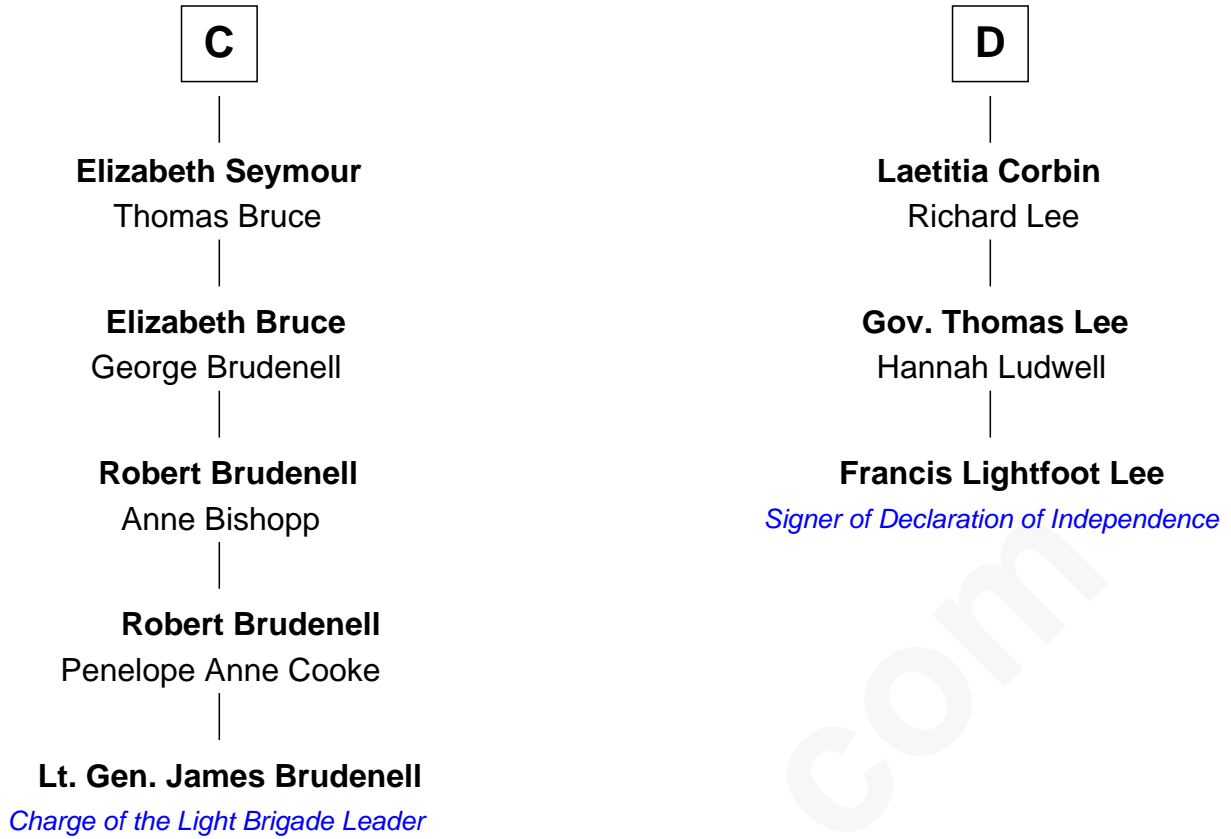 C
Elizabeth Seymour
Thomas Bruce
Elizabeth Bruce
George Brudenell
Robert Brudenell
Anne Bishopp
Robert Brudenell
Penelope Anne Cooke
Lt. Gen. James Brudenell
Charge of the Light Brigade Leader
D
Laetitia Corbin
Richard Lee
Gov. Thomas Lee
Hannah Ludwell
Francis Lightfoot Lee
Signer of Declaration of Independence
com